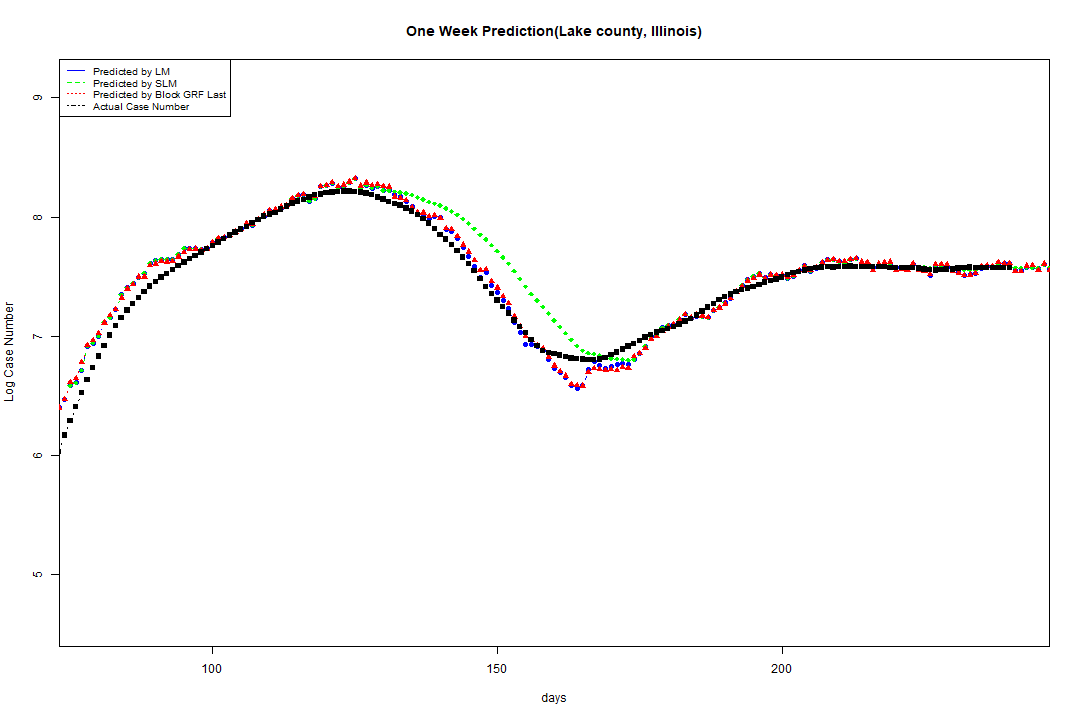 One Week Prediction(Lake county, Illinois)
Predicted by LM
Predicted by SLM
Predicted by Block GRF Last
Actual Case Number
9
8
7
6
5
Log Case Number
100 150 200
days